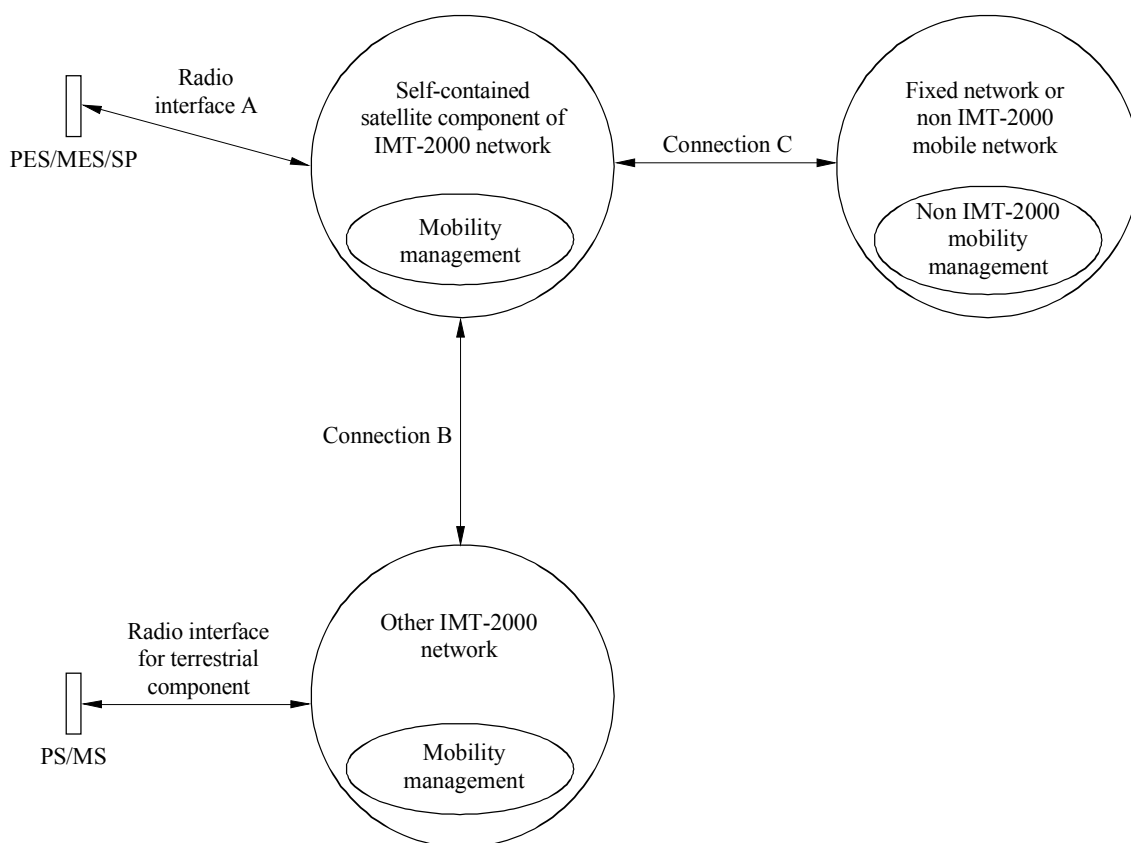 Radio
interface A
PES/MES/SP
Self-contained
satellite component of
IMT-2000 network
Mobility
management
Connection C
Fixed network or
non IMT-2000
mobile network
Non IMT-2000
mobility
management
Connection B
Radio interface
for terrestrial
component
PS/MS
Other IMT-2000
network
Mobility
management